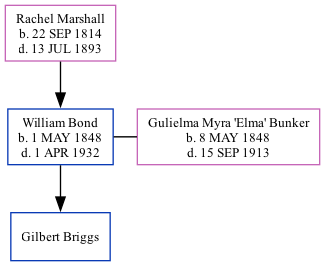 Rachel Marshall
b. 22 SEP 1814
d. 13 JUL 1893
William Bond
b. 1 MAY 1848
d. 1 APR 1932
Gulielma Myra 'Elma' Bunker
b. 8 MAY 1848
d. 15 SEP 1913
Gilbert Briggs